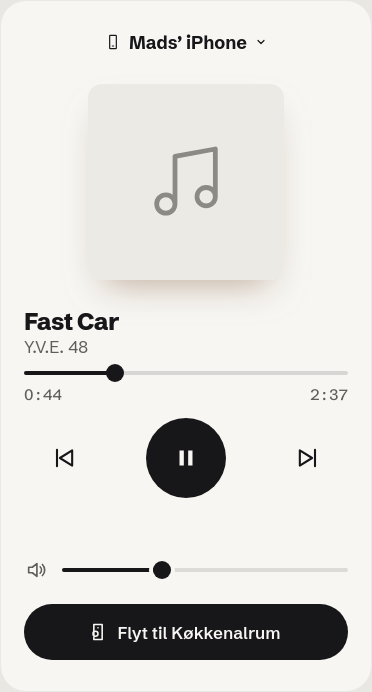 Mads’ iPhone
Fast Car
Y.V.E. 48
0:44
2:37
Flyt til Køkkenalrum